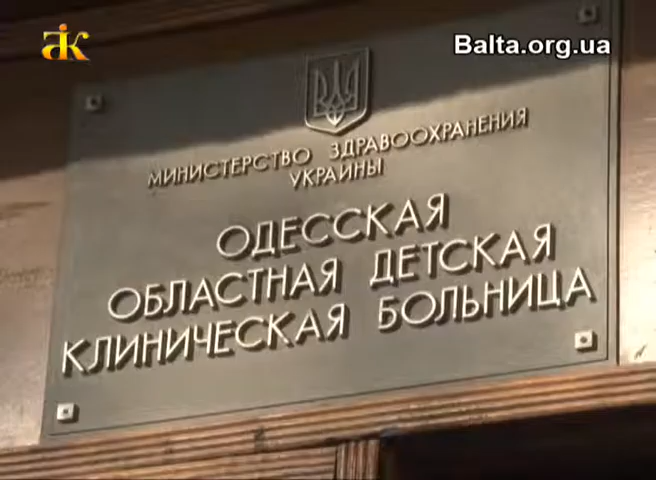 Balta.org.ua
МИНИСТЕРСТВО ЗДРАВООХРАНЕНИЯ
УКРАИНЫ
ОДЕССКАЯ
ОБЛАСТНАЯ ДЕТСКАЯ
КЛИНИЧЕСКАЯ БОЛЬНИЦА